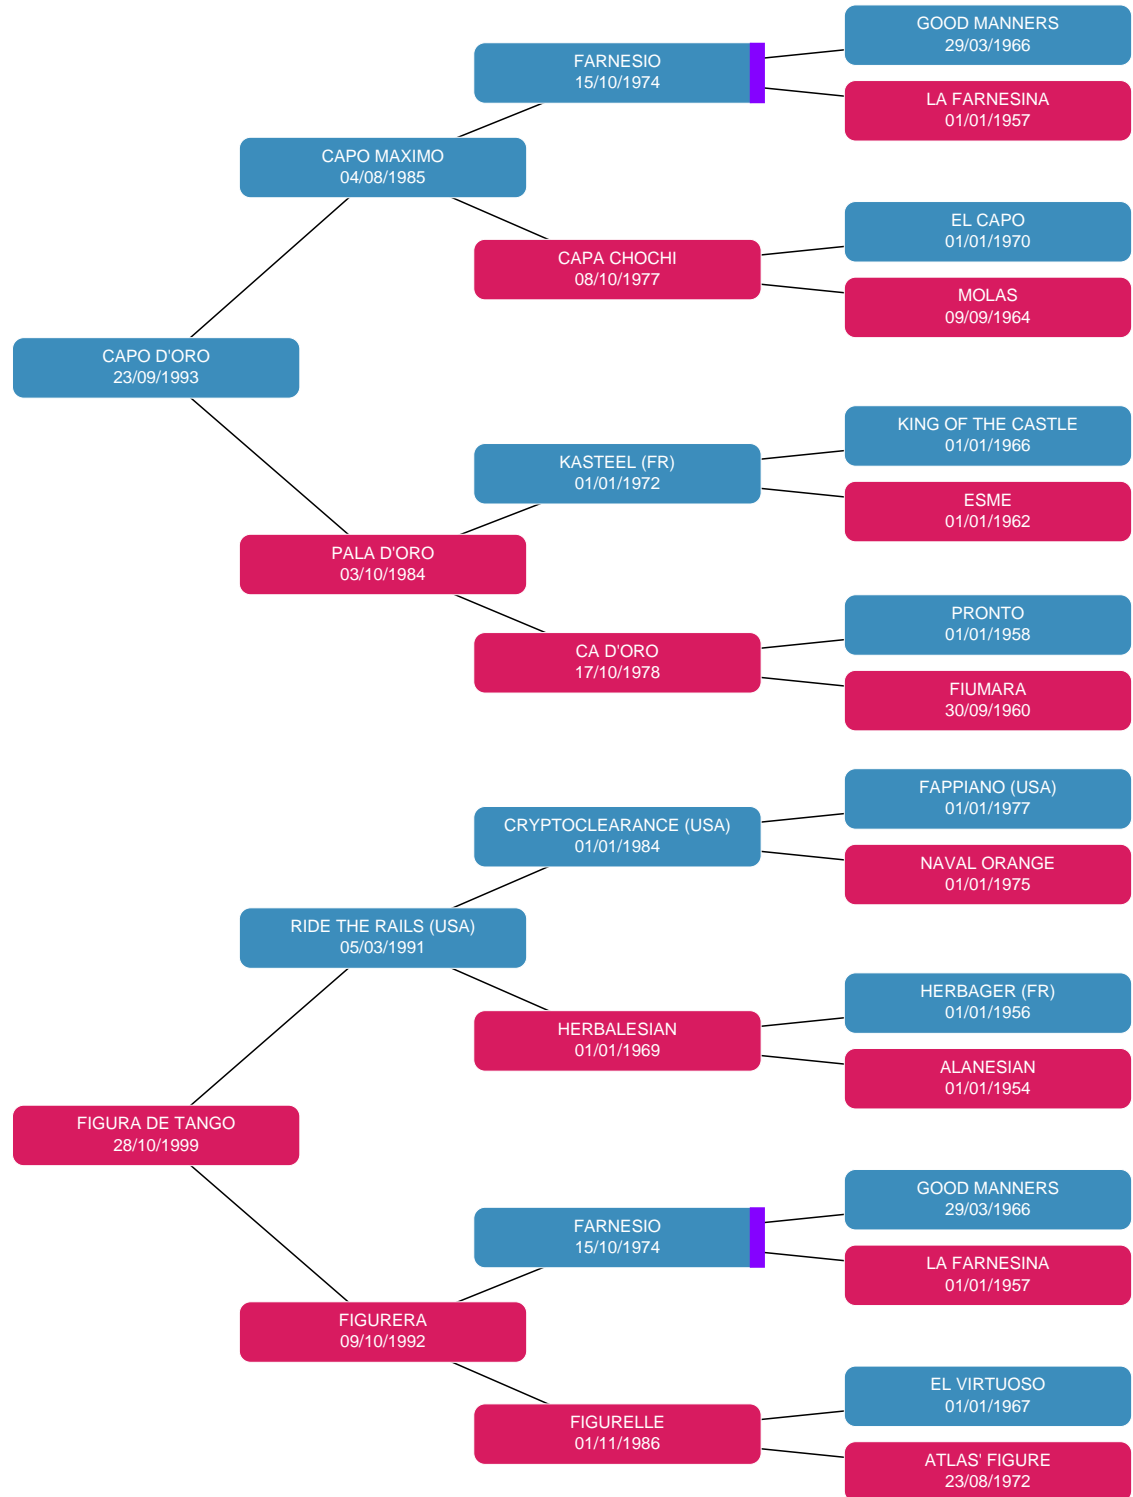 GOOD MANNERS
29/03/1966
FARNESIO
15/10/1974
LA FARNESINA
01/01/1957
CAPO MAXIMO
04/08/1985
EL CAPO
01/01/1970
CAPA CHOCHI
08/10/1977
MOLAS
09/09/1964
CAPO D'ORO
23/09/1993
KING OF THE CASTLE
01/01/1966
KASTEEL (FR)
01/01/1972
ESME
01/01/1962
PALA D'ORO
03/10/1984
PRONTO
01/01/1958
CA D'ORO
17/10/1978
FIUMARA
30/09/1960
FAPPIANO (USA)
01/01/1977
CRYPTOCLEARANCE (USA)
01/01/1984
NAVAL ORANGE
01/01/1975
RIDE THE RAILS (USA)
05/03/1991
HERBAGER (FR)
01/01/1956
HERBALESIAN
01/01/1969
ALANESIAN
01/01/1954
FIGURA DE TANGO
28/10/1999
GOOD MANNERS
29/03/1966
FARNESIO
15/10/1974
LA FARNESINA
01/01/1957
FIGURERA
09/10/1992
EL VIRTUOSO
01/01/1967
FIGURELLE
01/11/1986
ATLAS' FIGURE
23/08/1972